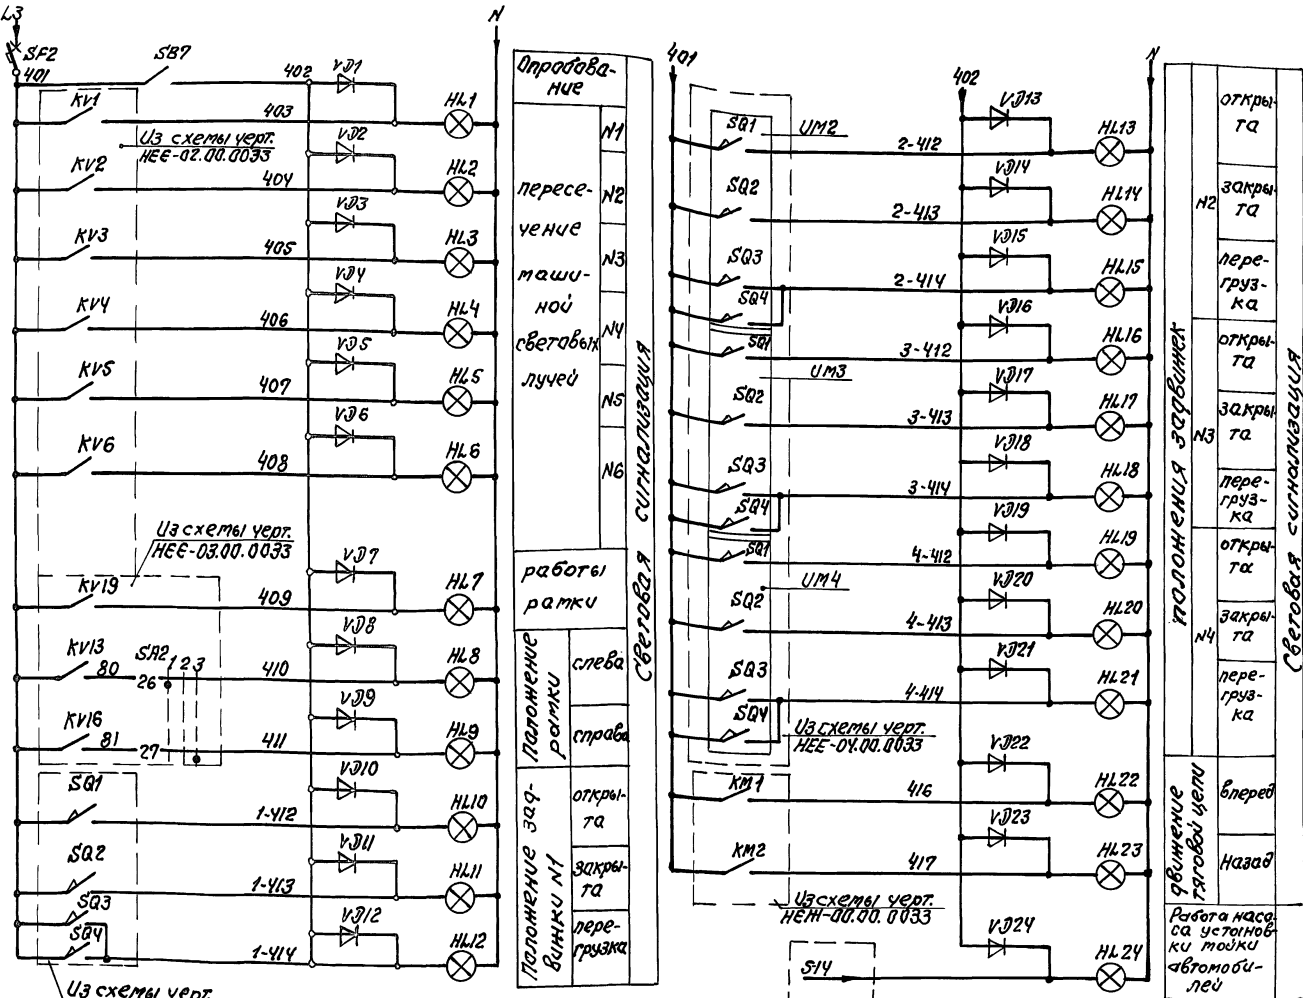 L3
N
SF2
401
SB7
402
VD1
KV1
403
HL1
Из схемы черт.
НЕЕ-02.00.00Э3
VD2
KV2
404
HL2
VD3
KV3
405
HL3
VD4
KV4
406
HL4
VD5
KV5
407
HL5
VD6
KV6
408
HL6
Из схемы черт.
НЕЕ-03.00.00Э3
VD7
KV19
409
HL7
VD8
KV13
80
SA2
1 2 3
26
410
HL8
VD9
KV16
81
27
411
HL9
VD10
SQ1
1-412
HL10
VD11
SQ2
1-413
HL11
SQ3
VD12
SQ4
1-414
HL12
Из схемы черт.
Опробова-
ние
пересе-
чение
маши-
ной
световых
лучей
N1
N2
N3
N4
N5
N6
работы
рамки
Положение
рамки
слева
справа
Положение зад-
вижки N1
откры-
та
закры-
та
пере-
грузка
Световая сигнализация
401
402
N
VD13
SQ1
UM2
2-412
HL13
VD14
SQ2
2-413
HL14
VD15
SQ3
2-414
HL15
SQ4
VD16
SQ1
3-412
HL16
UM3
VD17
SQ2
3-413
HL17
VD18
SQ3
3-414
HL18
SQ4
VD19
SQ1
4-412
HL19
UM4
VD20
SQ2
4-413
HL20
VD21
SQ3
4-414
HL21
SQ4
Из схемы черт.
НЕЕ-04.00.00Э3
VD22
KM1
416
HL22
VD23
KM2
417
HL23
Из схемы черт.
НЕЖ-00.00.00Э3
VD24
S14
HL24
положения задвижек
N2
откры-
та
закры-
та
пере-
груз-
ка
N3
откры-
та
закры-
та
пере-
груз-
ка
N4
откры-
та
закры-
та
пере-
груз-
ка
движение
тяговой цепи
вперед
назад
Работа насо-
са установ-
ки мойки
автомоби-
лей
Световая сигнализация